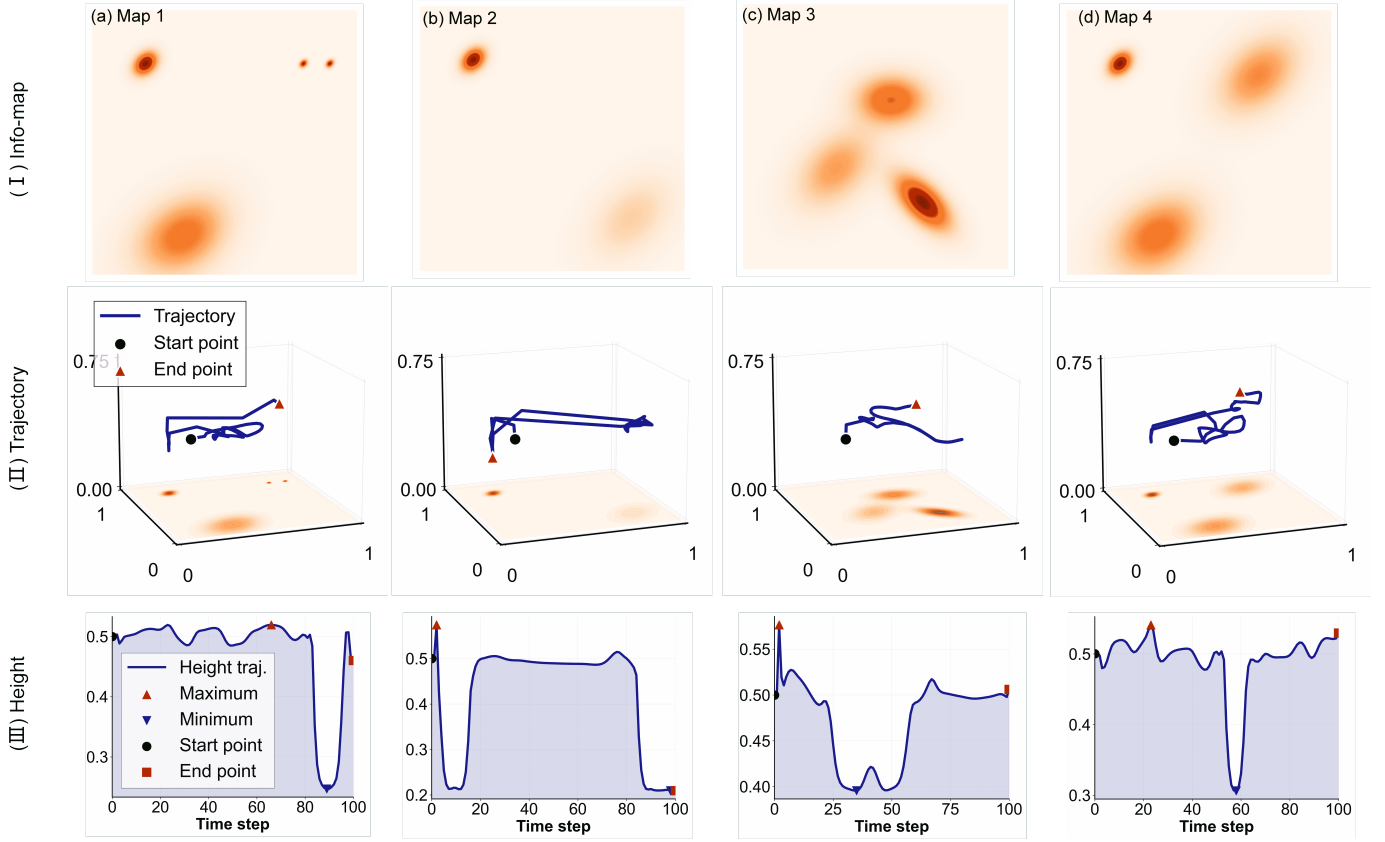 (Ⅰ) Info-map
(a) Map 1
(b) Map 2
(c) Map 3
(d) Map 4
(Ⅱ) Trajectory
Trajectory
Start point
End point
0.75
0.00
1
0
0
1
0.75
0.00
1
0
0
1
0.75
0.00
1
0
0
1
0.75
0.00
1
0
0
1
(Ⅲ) Height
0.5
0.4
0.3
Height traj.
Maximum
Minimum
Start point
End point
0 20 40 60 80 100
Time step
0.5
0.4
0.3
0.2
0 20 40 60 80 100
Time step
0.55
0.50
0.45
0.40
0 25 50 75 100
Time step
0.5
0.4
0.3
0 20 40 60 80 100
Time step